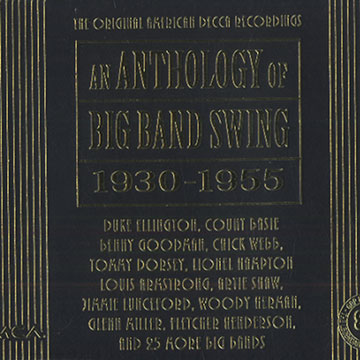 THE ORIGINAL AMERICAN DECCA RECORDINGS
AN ANTHOLOGY OF
BIG BAND SWING
1930-1955
DUKE ELLINGTON, COUNT BASIE
BENNY GOODMAN, CHICK WEBB,
TOMMY DORSEY, LIONEL HAMPTON
LOUIS ARMSTRONG, ARTIE SHAW,
JIMMIE LUNCEFORD, WOODY HERMAN,
GLENN MILLER, FLETCHER HENDERSON,
AND 25 MORE BIG BANDS